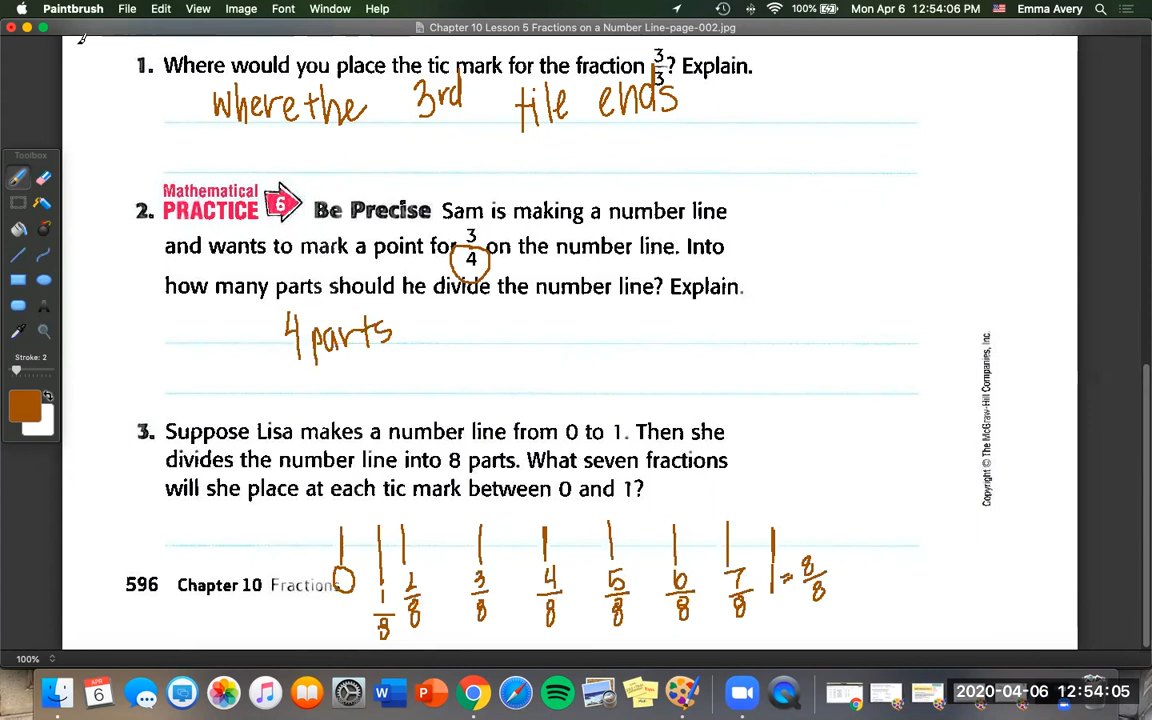 Paintbrush File Edit View Image Font Window Help 100% Mon Apr 6 12:54:06 PM Emma Avery
Chapter 10 Lesson 5 Fractions on a Number Line-page-002.jpg
1. Where would you place the tic mark for the fraction 3/3? Explain.
where the 3rd tile ends
Toolbox
Mathematical
PRACTICE 6
2. Be Precise Sam is making a number line
and wants to mark a point for 3/4 on the number line. Into
how many parts should he divide the number line? Explain.
4 parts
Stroke: 2
3. Suppose Lisa makes a number line from 0 to 1. Then she
divides the number line into 8 parts. What seven fractions
will she place at each tic mark between 0 and 1?
0 1/8 2/8 3/8 4/8 5/8 6/8 7/8 1 = 8/8
596 Chapter 10 Fractions
Copyright © The McGraw-Hill Companies, Inc.
100%
APR
6
2020-04-06 12:54:05